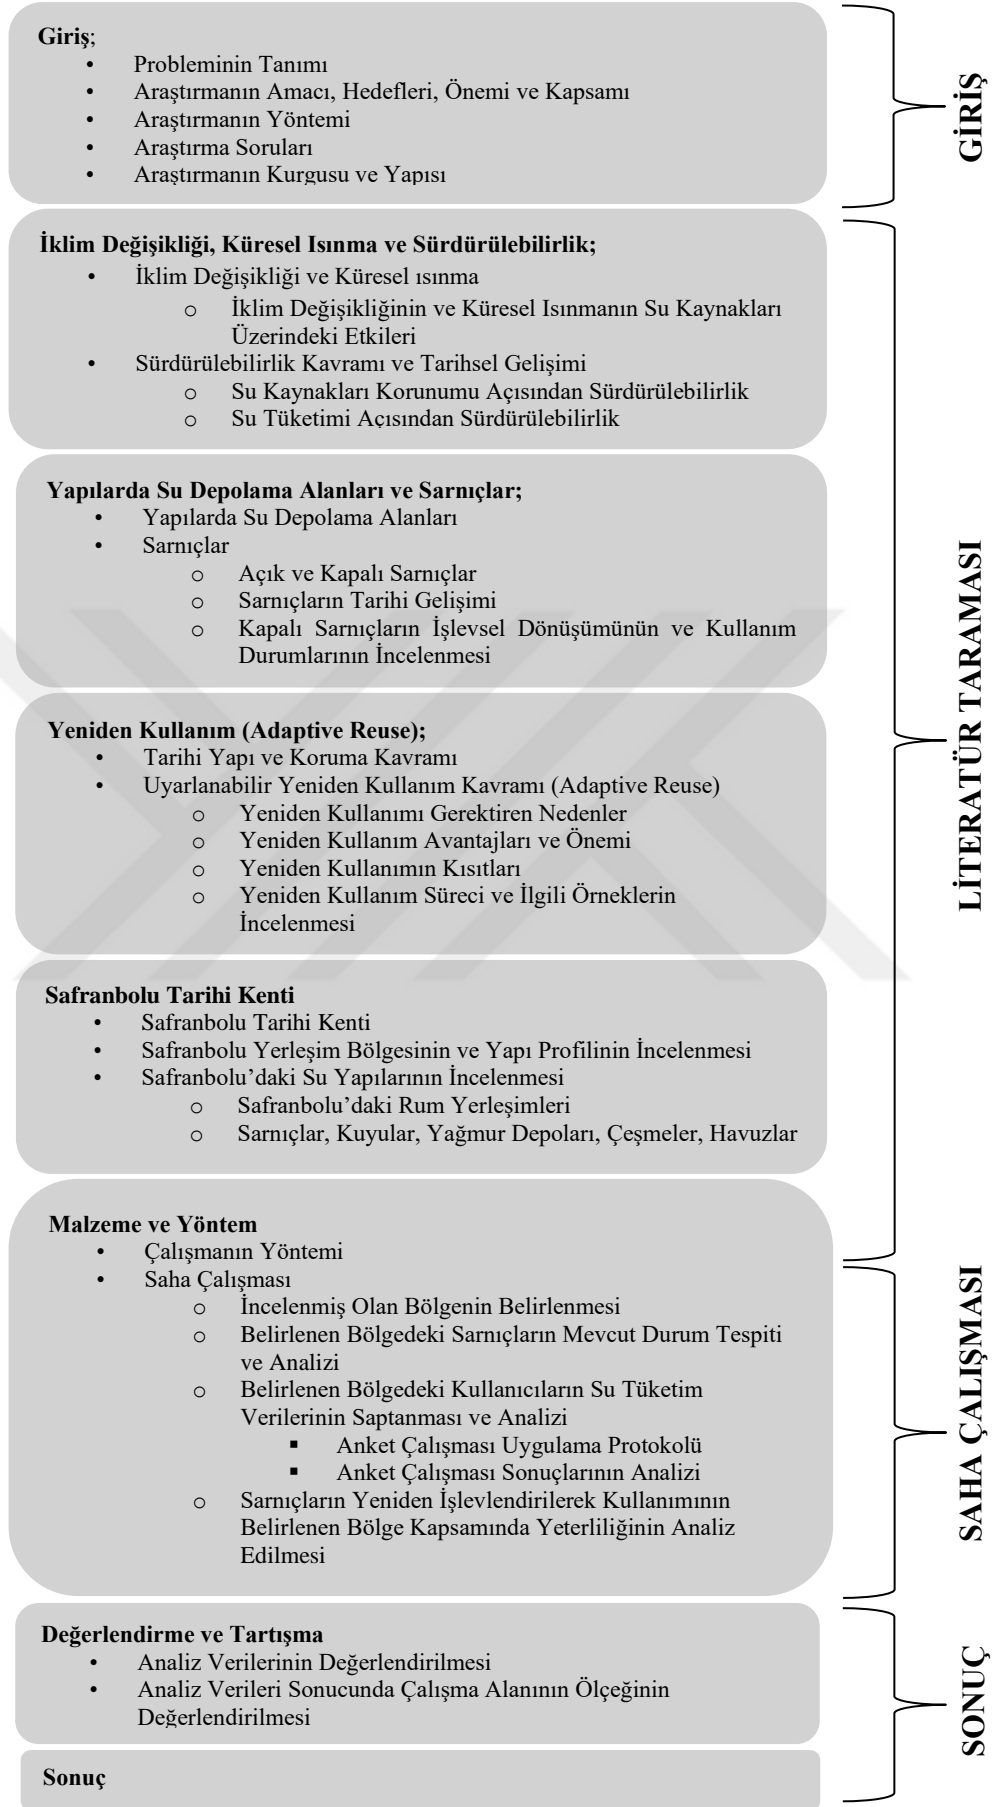 Giriş;
• Probleminin Tanımı
• Araştırmanın Amacı, Hedefleri, Önemi ve Kapsamı
• Araştırmanın Yöntemi
• Araştırma Soruları
• Araştırmanın Kurgusu ve Yapısı
GİRİŞ
İklim Değişikliği, Küresel Isınma ve Sürdürülebilirlik;
• İklim Değişikliği ve Küresel ısınma
o İklim Değişikliğinin ve Küresel Isınmanın Su Kaynakları
Üzerindeki Etkileri
• Sürdürülebilirlik Kavramı ve Tarihsel Gelişimi
o Su Kaynakları Korunumu Açısından Sürdürülebilirlik
o Su Tüketimi Açısından Sürdürülebilirlik
Yapılarda Su Depolama Alanları ve Sarnıçlar;
• Yapılarda Su Depolama Alanları
• Sarnıçlar
o Açık ve Kapalı Sarnıçlar
o Sarnıçların Tarihi Gelişimi
o Kapalı Sarnıçların İşlevsel Dönüşümünün ve Kullanım
Durumlarının İncelenmesi
Yeniden Kullanım (Adaptive Reuse);
• Tarihi Yapı ve Koruma Kavramı
• Uyarlanabilir Yeniden Kullanım Kavramı (Adaptive Reuse)
o Yeniden Kullanımı Gerektiren Nedenler
o Yeniden Kullanım Avantajları ve Önemi
o Yeniden Kullanımın Kısıtları
o Yeniden Kullanım Süreci ve İlgili Örneklerin
İncelenmesi
Safranbolu Tarihi Kenti
• Safranbolu Tarihi Kenti
• Safranbolu Yerleşim Bölgesinin ve Yapı Profilinin İncelenmesi
• Safranbolu’daki Su Yapılarının İncelenmesi
o Safranbolu’daki Rum Yerleşimleri
o Sarnıçlar, Kuyular, Yağmur Depoları, Çeşmeler, Havuzlar
LİTERATÜR TARAMASI
Malzeme ve Yöntem
• Çalışmanın Yöntemi
• Saha Çalışması
o İncelenmiş Olan Bölgenin Belirlenmesi
o Belirlenen Bölgedeki Sarnıçların Mevcut Durum Tespiti
ve Analizi
o Belirlenen Bölgedeki Kullanıcıların Su Tüketim
Verilerinin Saptanması ve Analizi
▪ Anket Çalışması Uygulama Protokolü
▪ Anket Çalışması Sonuçlarının Analizi
o Sarnıçların Yeniden İşlevlendirilerek Kullanımının
Belirlenen Bölge Kapsamında Yeterliliğinin Analiz
Edilmesi
SAHA ÇALIŞMASI
Değerlendirme ve Tartışma
• Analiz Verilerinin Değerlendirilmesi
• Analiz Verileri Sonucunda Çalışma Alanının Ölçeğinin
Değerlendirilmesi
Sonuç
SONUÇ